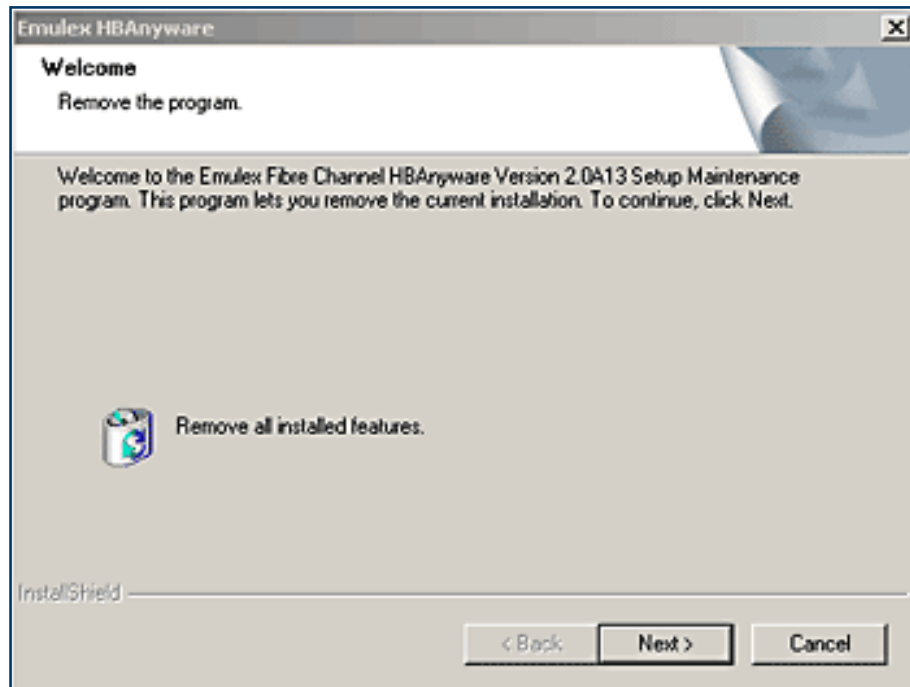 Emulex HBAnyware
Welcome
Remove the program.
Welcome to the Emulex Fibre Channel HBAnyware Version 2.0A13 Setup Maintenance
program. This program lets you remove the current installation. To continue, click Next.
Remove all installed features.
InstallShield
< Back
Next >
Cancel